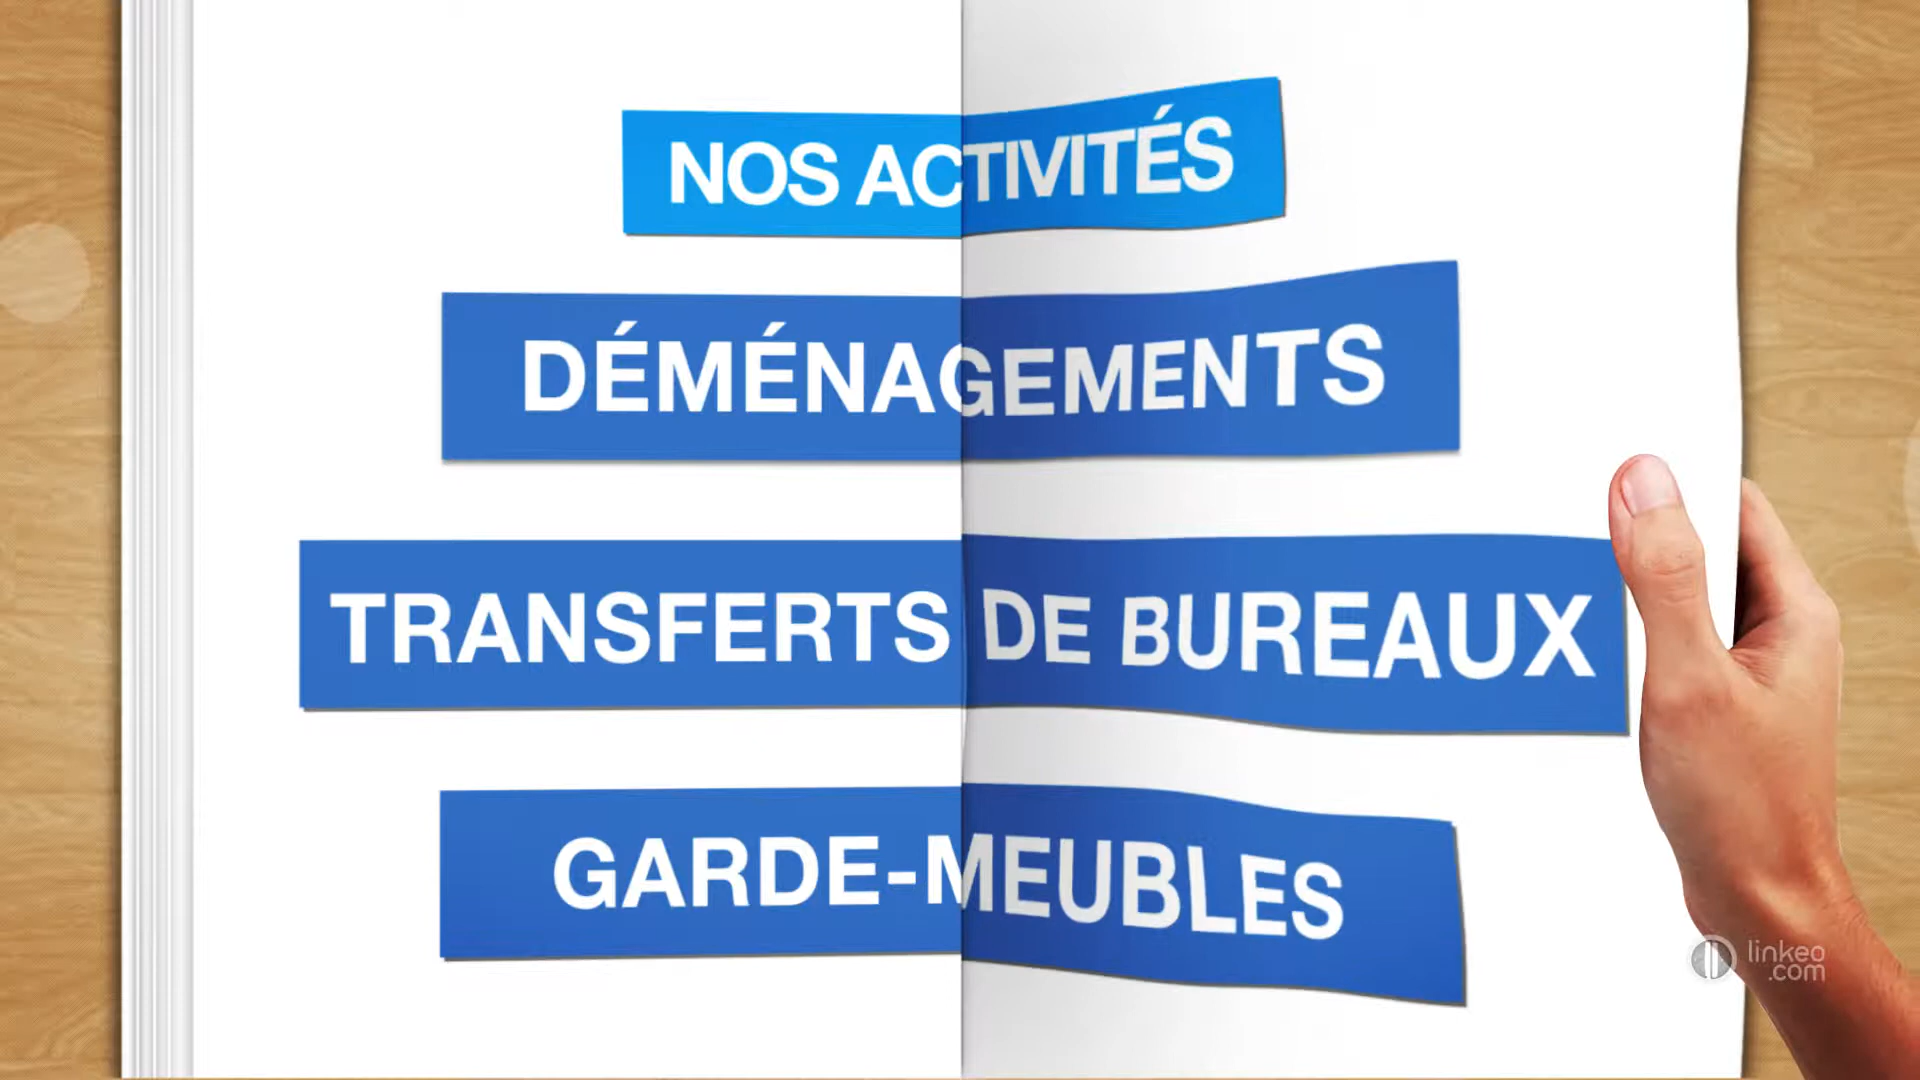 NOS ACTIVITÉS
DÉMÉNAGEMENTS
TRANSFERTS DE BUREAUX
GARDE-MEUBLES
linkeo
.com